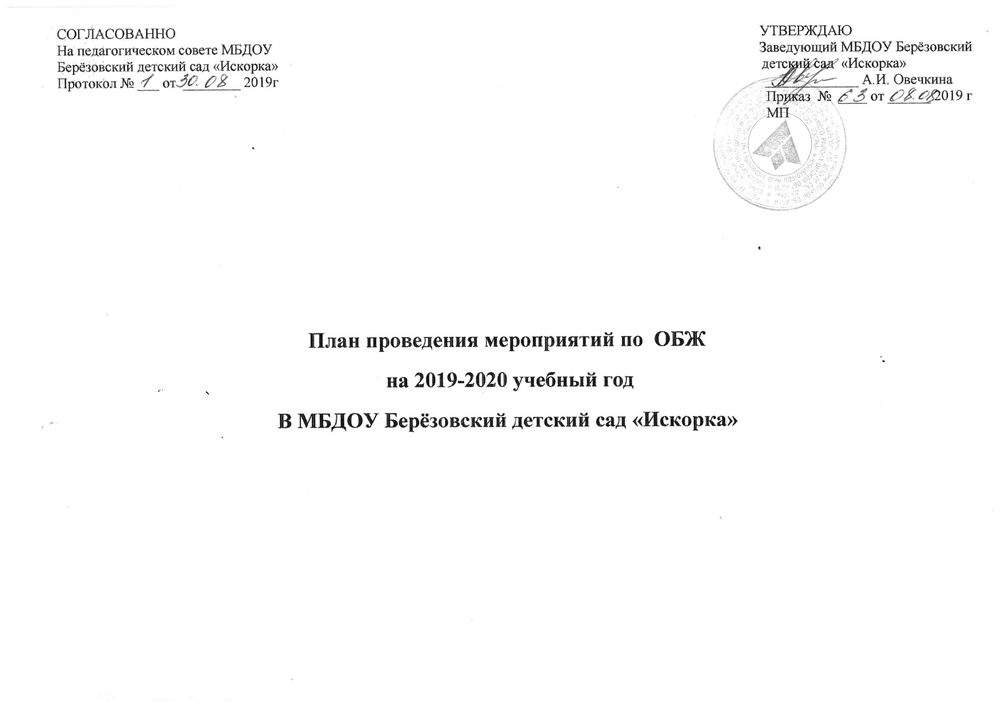 СОГЛАСОВАННО
На педагогическом совете МБДОУ
Берёзовский детский сад «Искорка»
Протокол № 1 от 30. 08 2019г
УТВЕРЖДАЮ
Заведующий МБДОУ Берёзовский
детский сад «Искорка»
А.И. Овечкина
Приказ № 63 от 08.08 2019 г
МП
План проведения мероприятий по ОБЖ
на 2019-2020 учебный год
В МБДОУ Берёзовский детский сад «Искорка»